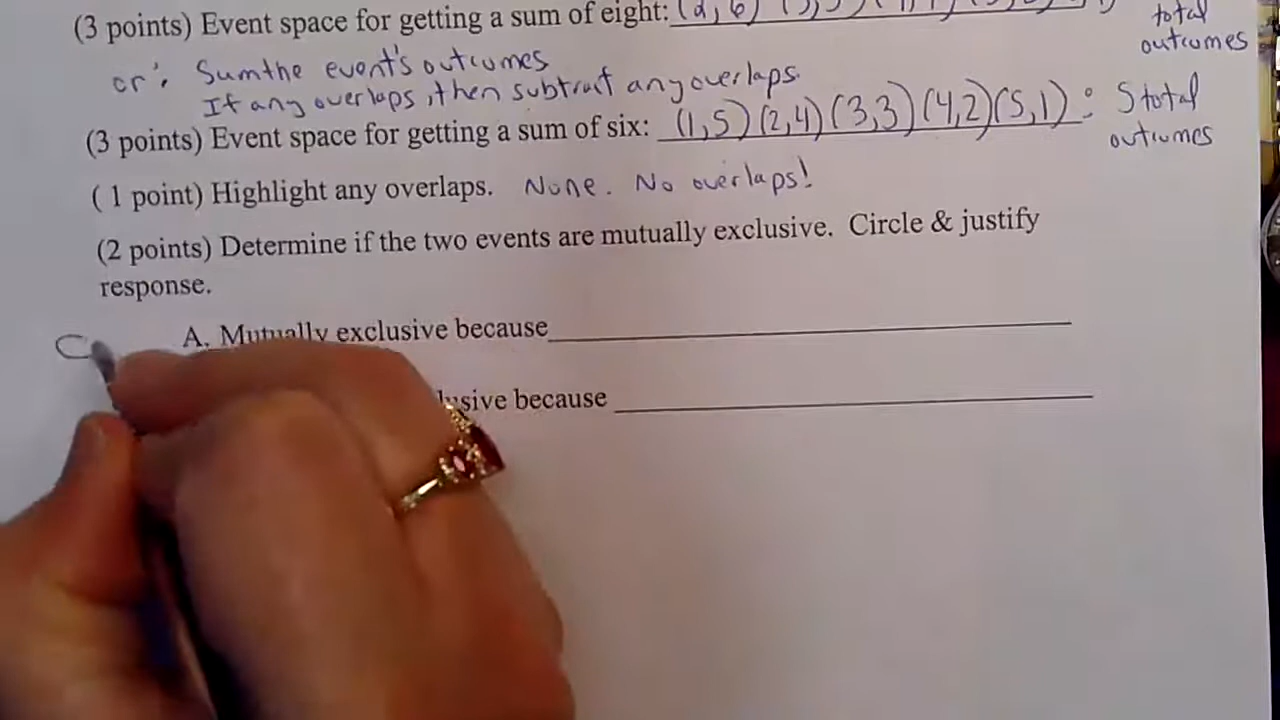 (3 points) Event space for getting a sum of eight: (2,6)
total
outcomes
or: Sum the event's outcomes
If any overlaps, then subtract any overlaps.
(3 points) Event space for getting a sum of six: (1,5) (2,4) (3,3) (4,2) (5,1) : 5 total
outcomes
( 1 point) Highlight any overlaps. None. No overlaps!
(2 points) Determine if the two events are mutually exclusive. Circle & justify
response.
A. Mutually exclusive because
because